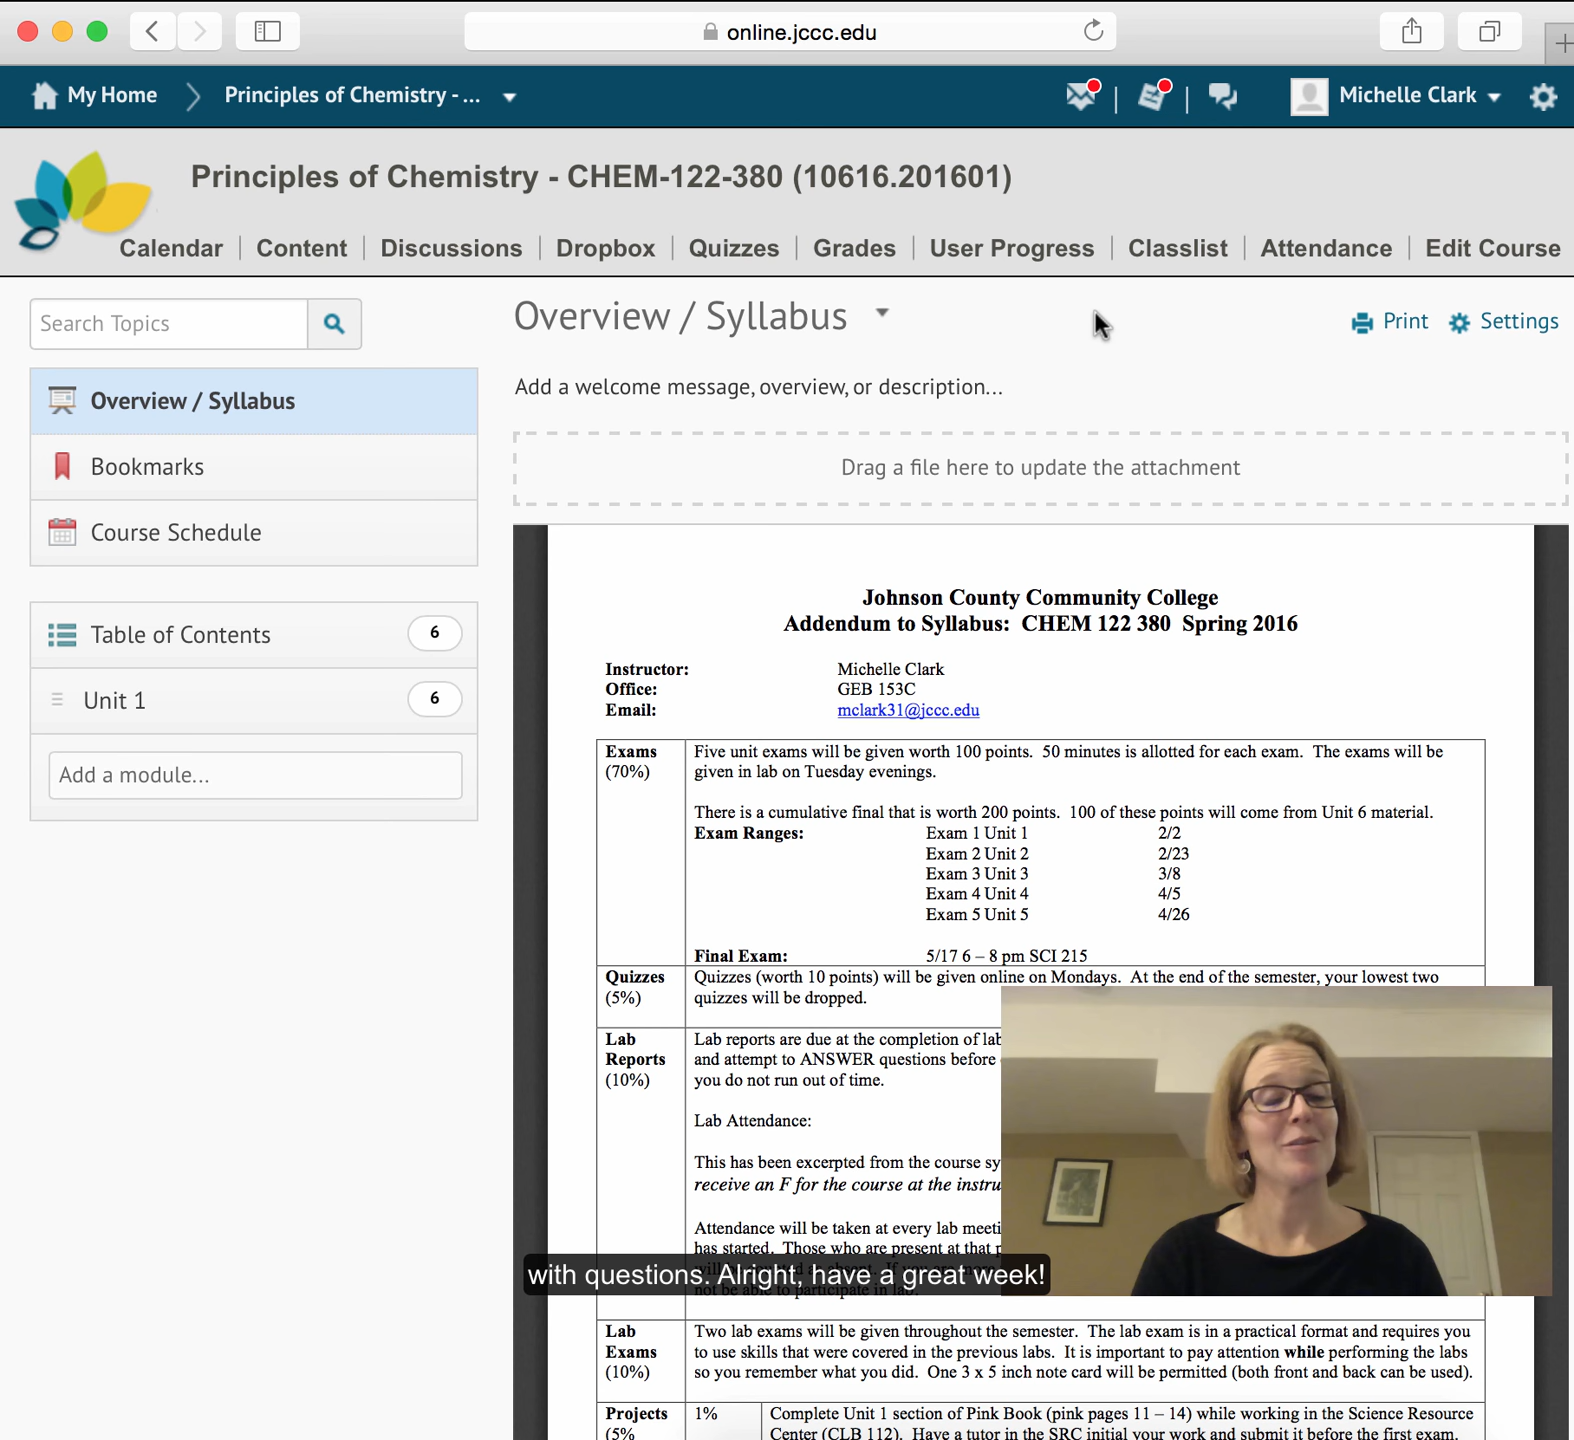 online.jccc.edu
My Home
Principles of Chemistry - ...
Michelle Clark
Principles of Chemistry - CHEM-122-380 (10616.201601)
Calendar
Content
Discussions
Dropbox
Quizzes
Grades
User Progress
Classlist
Attendance
Edit Course
Search Topics
Overview / Syllabus
Bookmarks
Course Schedule
Table of Contents 6
Unit 1 6
Add a module...
Overview / Syllabus
Print
Settings
Add a welcome message, overview, or description...
Drag a file here to update the attachment
Johnson County Community College
Addendum to Syllabus: CHEM 122 380 Spring 2016
Instructor: Michelle Clark
Office: GEB 153C
Email: mclark31@jccc.edu
Exams (70%)
Five unit exams will be given worth 100 points. 50 minutes is allotted for each exam. The exams will be
given in lab on Tuesday evenings.
There is a cumulative final that is worth 200 points. 100 of these points will come from Unit 6 material.
Exam Ranges: Exam 1 Unit 1 2/2
Exam 2 Unit 2 2/23
Exam 3 Unit 3 3/8
Exam 4 Unit 4 4/5
Exam 5 Unit 5 4/26
Final Exam: 5/17 6 – 8 pm SCI 215
Quizzes (5%)
Quizzes (worth 10 points) will be given online on Mondays. At the end of the semester, your lowest two
quizzes will be dropped.
Lab Reports (10%)
Lab reports are due at the completion of lab
and attempt to ANSWER questions before
you do not run out of time.
Lab Attendance:
This has been excerpted from the course sy
receive an F for the course at the instru
Attendance will be taken at every lab meeti
has started. Those who are present at that p
not be able to participate in lab.
with questions. Alright, have a great week!
Lab Exams (10%)
Two lab exams will be given throughout the semester. The lab exam is in a practical format and requires you
to use skills that were covered in the previous labs. It is important to pay attention while performing the labs
so you remember what you did. One 3 x 5 inch note card will be permitted (both front and back can be used).
Projects (5%
1%
Complete Unit 1 section of Pink Book (pink pages 11 – 14) while working in the Science Resource
Center (CLB 112). Have a tutor in the SRC initial your work and submit it before the first exam.